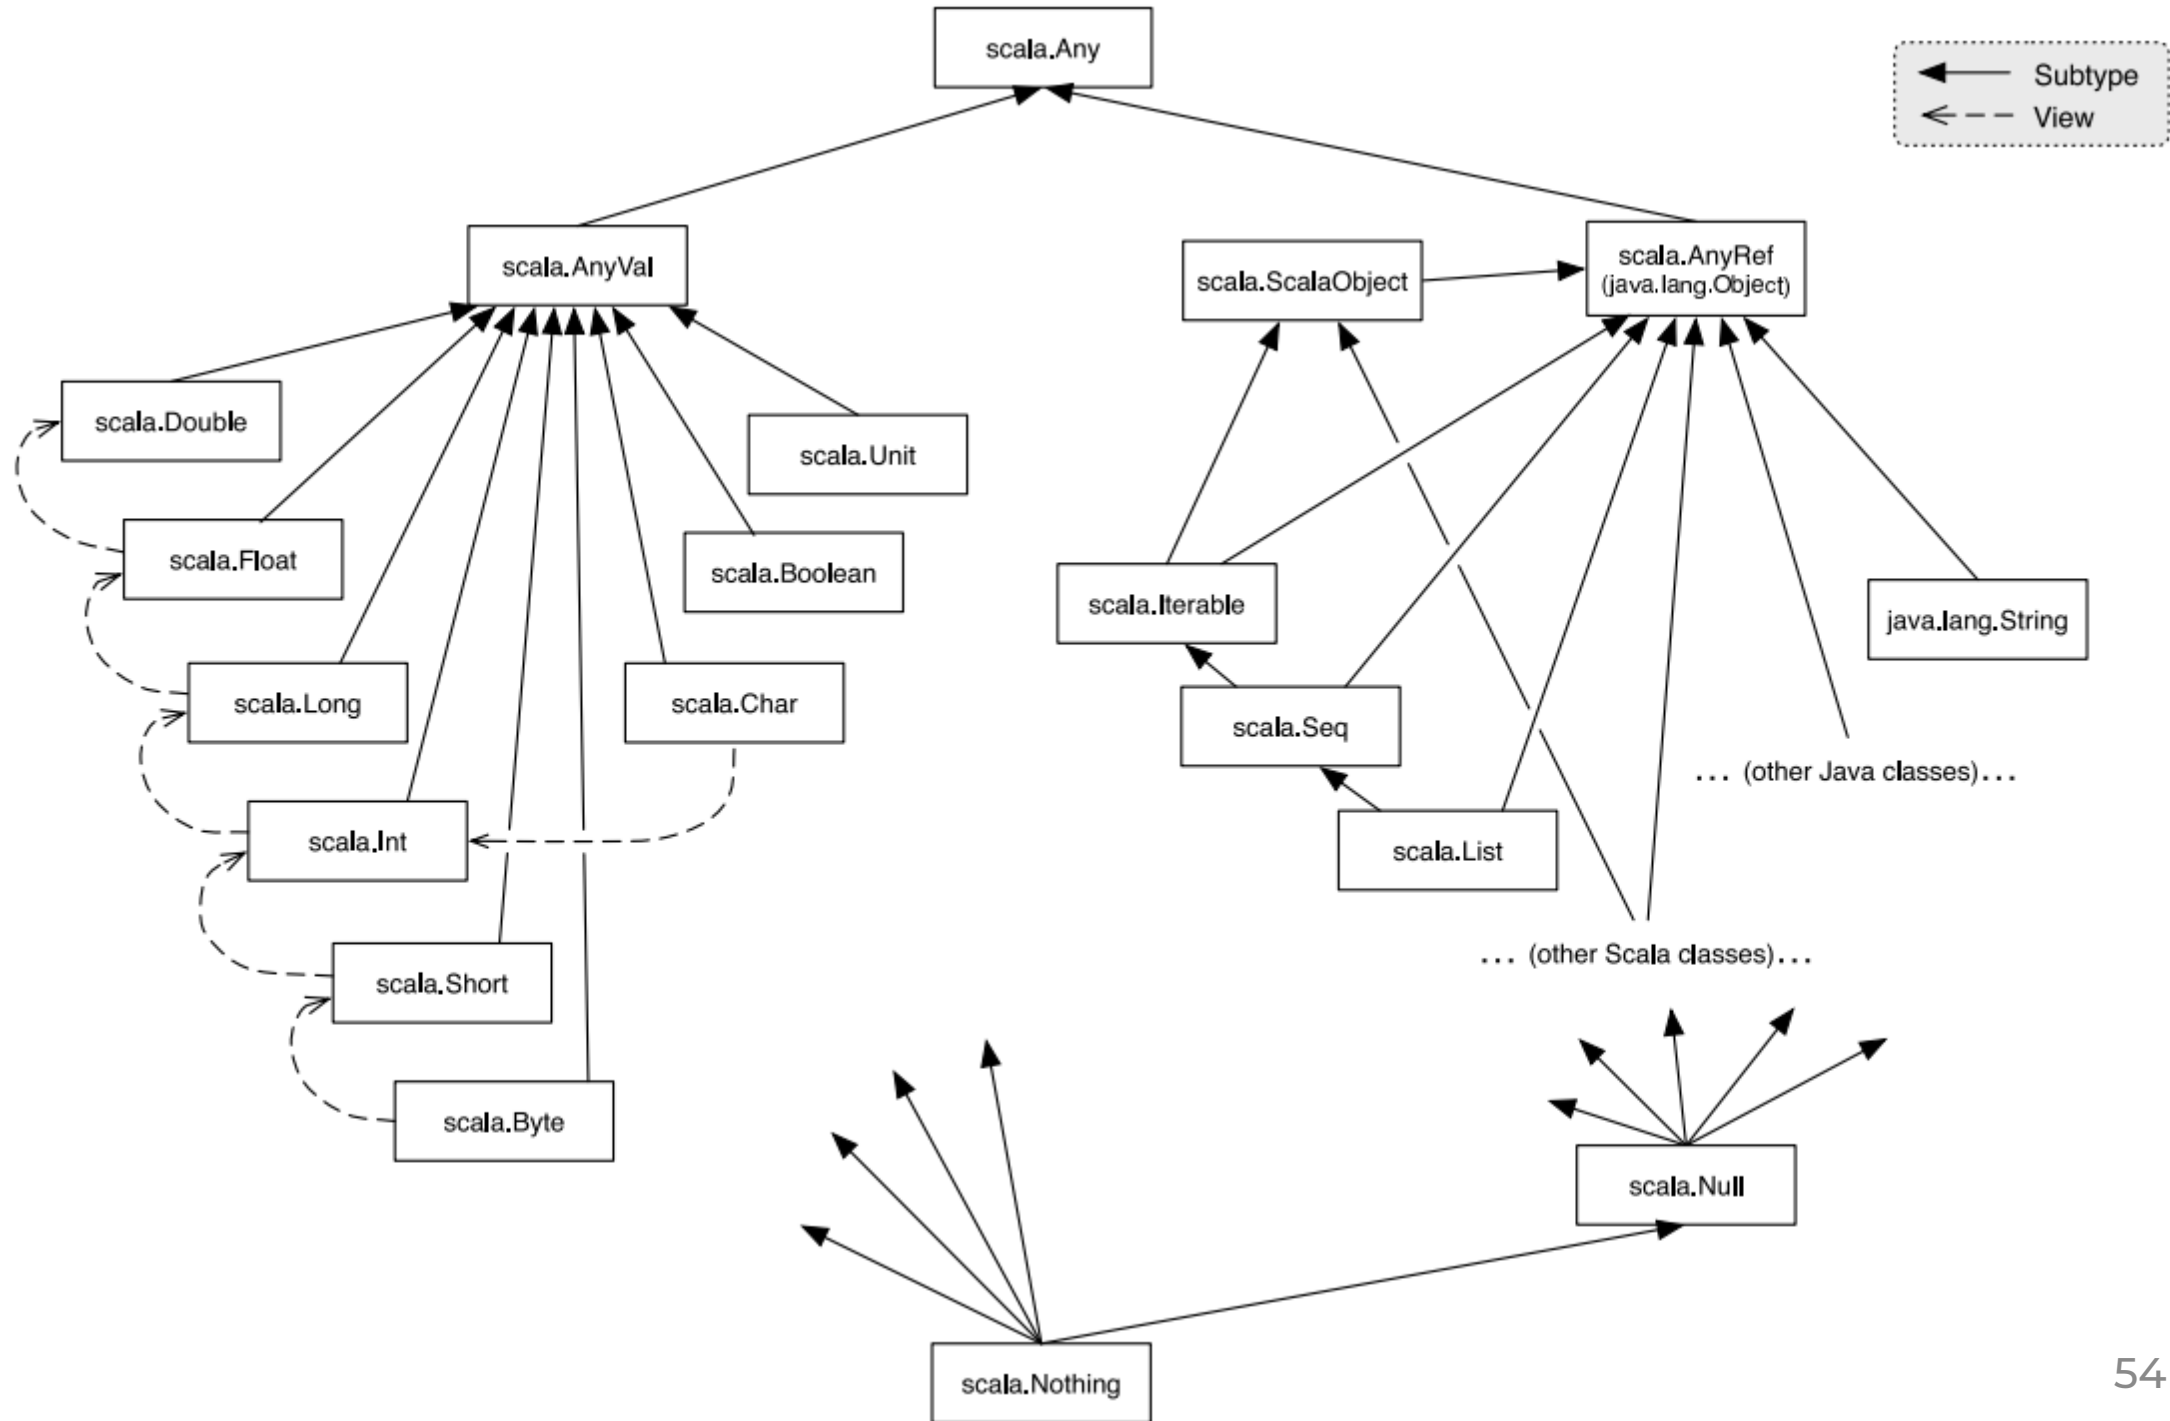 scala.Any
Subtype
View
scala.AnyVal
scala.ScalaObject
scala.AnyRef
(java.lang.Object)
scala.Double
scala.Unit
scala.Float
scala.Boolean
scala.Iterable
java.lang.String
scala.Long
scala.Char
scala.Seq
... (other Java classes)...
scala.Int
scala.List
... (other Scala classes)...
scala.Short
scala.Byte
scala.Null
scala.Nothing
54